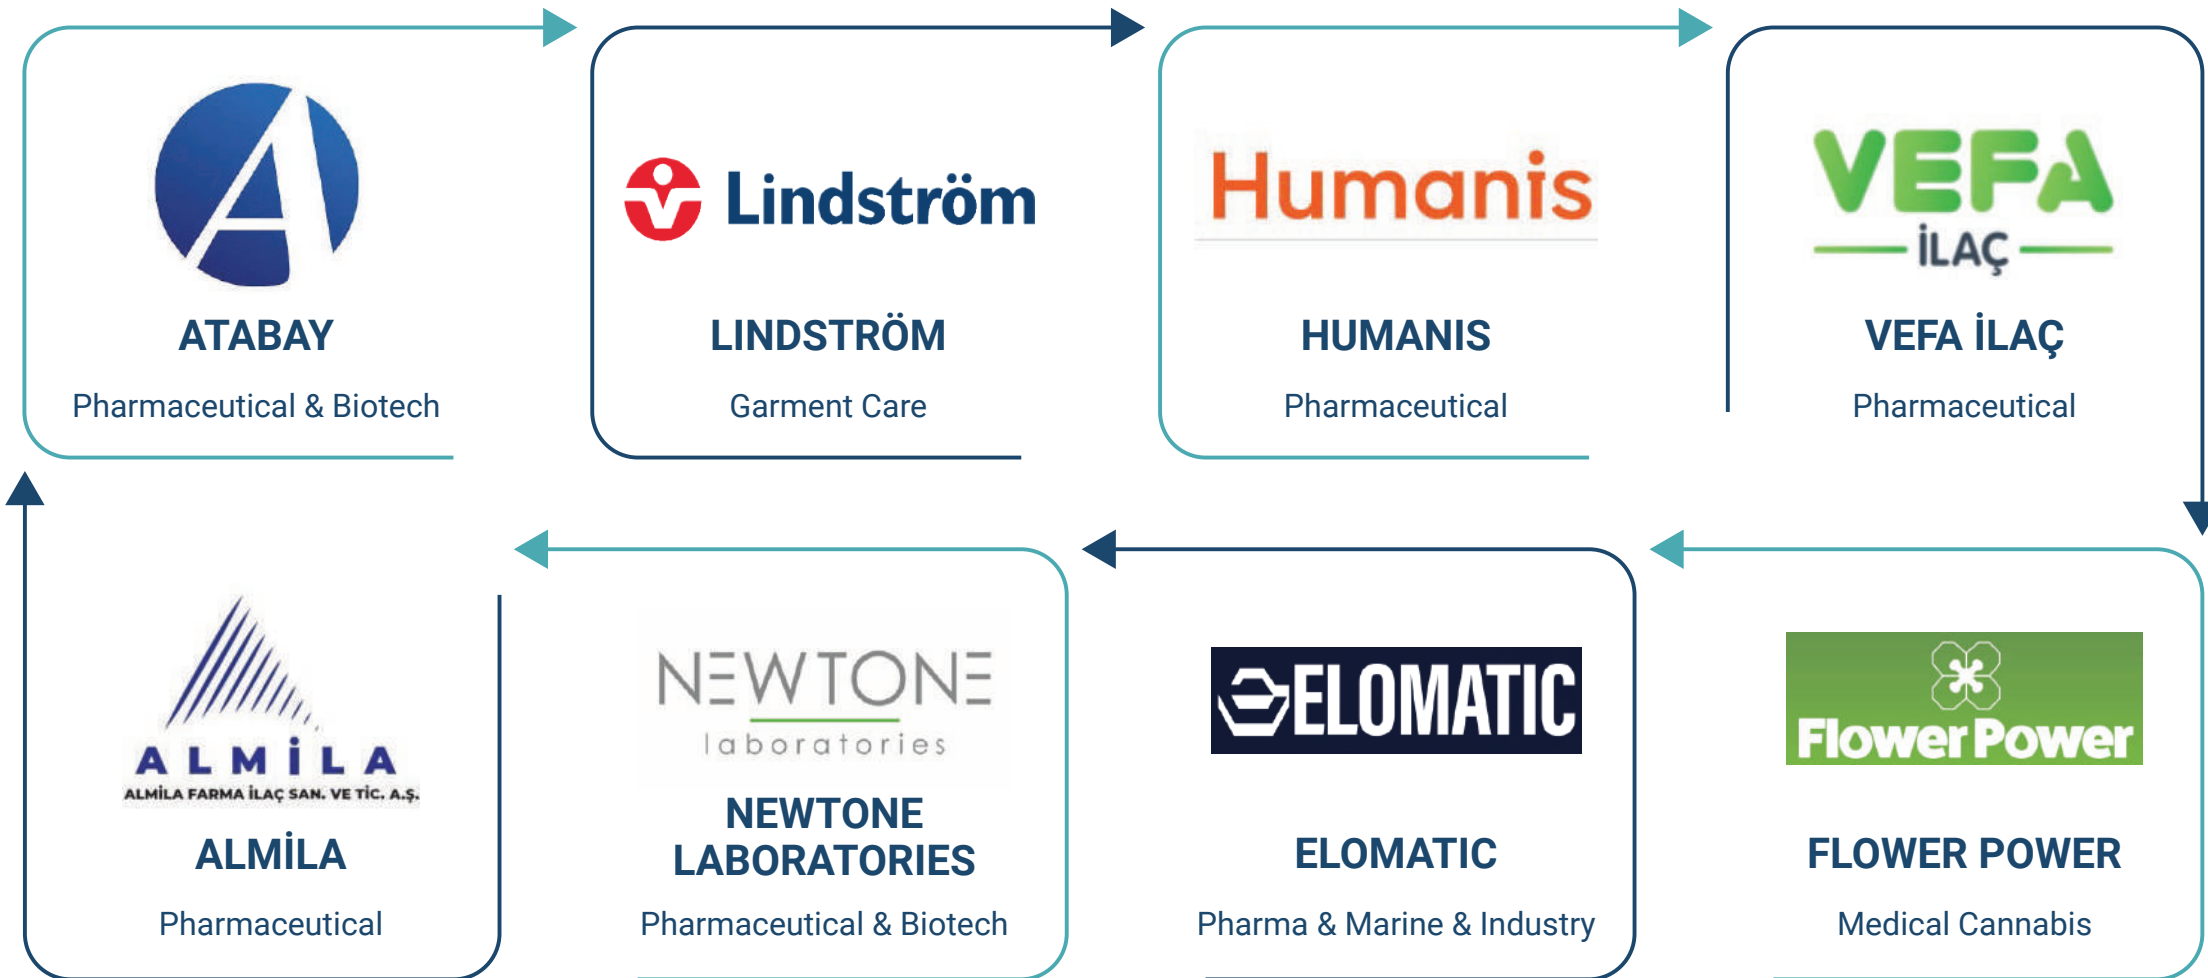 Lindström
Humanis
VEFA
İLAÇ
ATABAY
LINDSTRÖM
HUMANIS
VEFA İLAÇ
Pharmaceutical & Biotech
Garment Care
Pharmaceutical
Pharmaceutical
ALMİLA
ALMİLA FARMA İLAÇ SAN. VE TİC. A.Ş.
NEWTONE
laboratories
ELOMATIC
FlowerPower
ALMİLA
NEWTONE
LABORATORIES
ELOMATIC
FLOWER POWER
Pharmaceutical
Pharmaceutical & Biotech
Pharma & Marine & Industry
Medical Cannabis